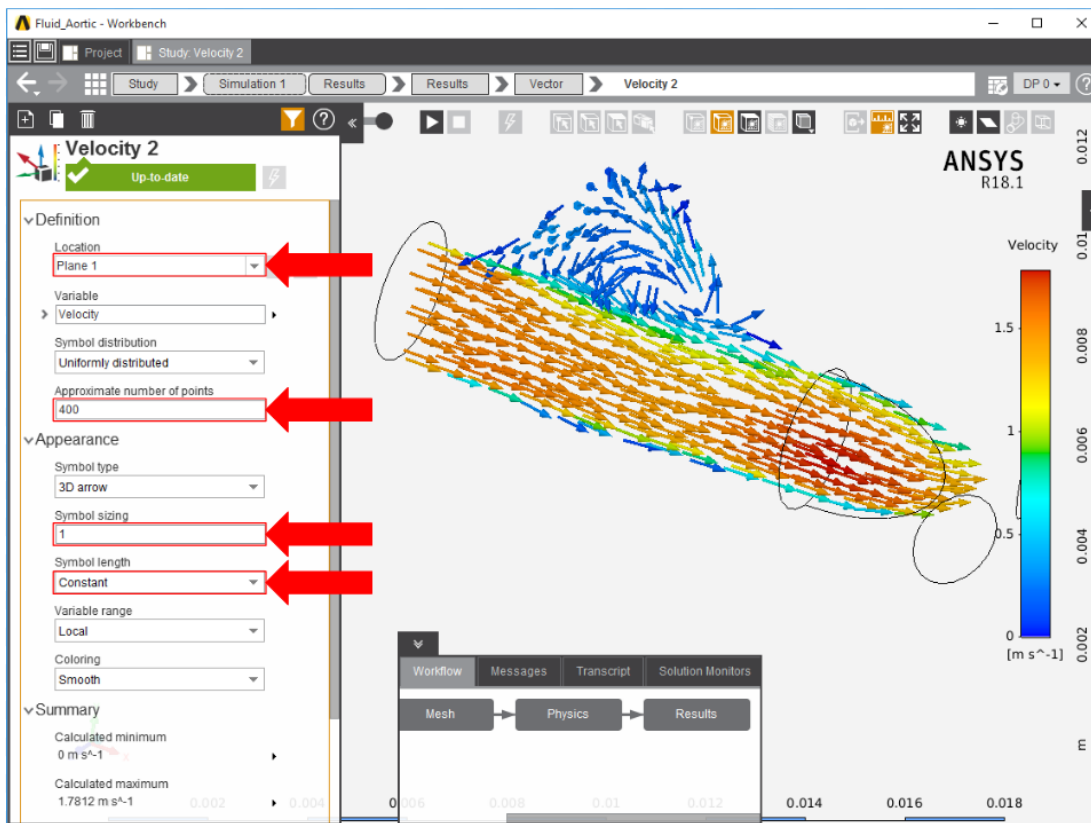 Fluid_Aortic - Workbench
Project
Study: Velocity 2
Study
Simulation 1
Results
Results
Vector
Velocity 2
DP 0
Velocity 2
Up-to-date
Definition
Location
Plane 1
Variable
Velocity
Symbol distribution
Uniformly distributed
Approximate number of points
400
Appearance
Symbol type
3D arrow
Symbol sizing
1
Symbol length
Constant
Variable range
Local
Coloring
Smooth
Summary
Calculated minimum
0 m s^-1
Calculated maximum
1.7812 m s^-1
ANSYS
R18.1
Velocity
1.5
1
0.5
0
[m s^-1]
0.012
0.01
0.008
0.006
0.004
0.002
m
Workflow
Messages
Transcript
Solution Monitors
Mesh
Physics
Results
0.002
0.004
0.006
0.008
0.01
0.012
0.014
0.016
0.018